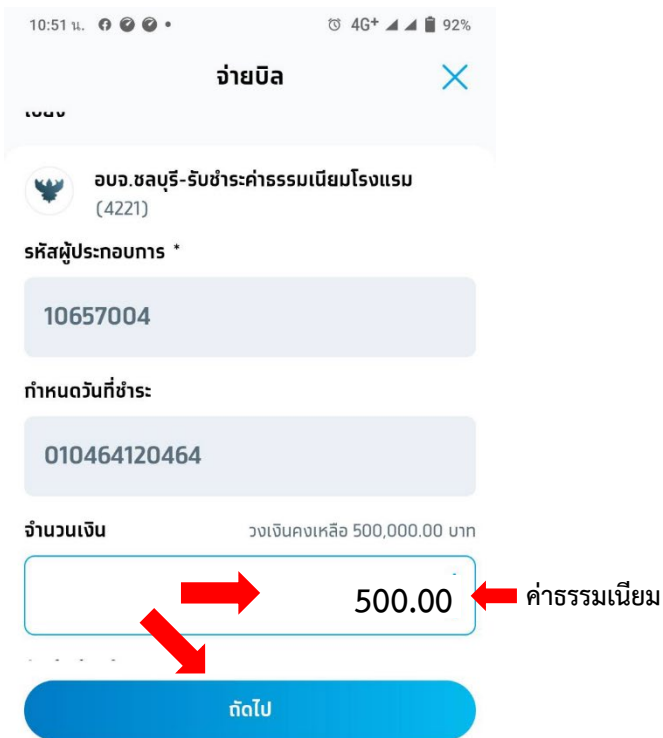 10:51 น. 4G+ 92%
จ่ายบิล
อบจ.ชลบุรี-รับชำระค่าธรรมเนียมโรงแรม
(4221)
รหัสผู้ประกอบการ *
10657004
กำหนดวันที่ชำระ
010464120464
จำนวนเงิน วงเงินคงเหลือ 500,000.00 บาท
500.00 ค่าธรรมเนียม
ถัดไป